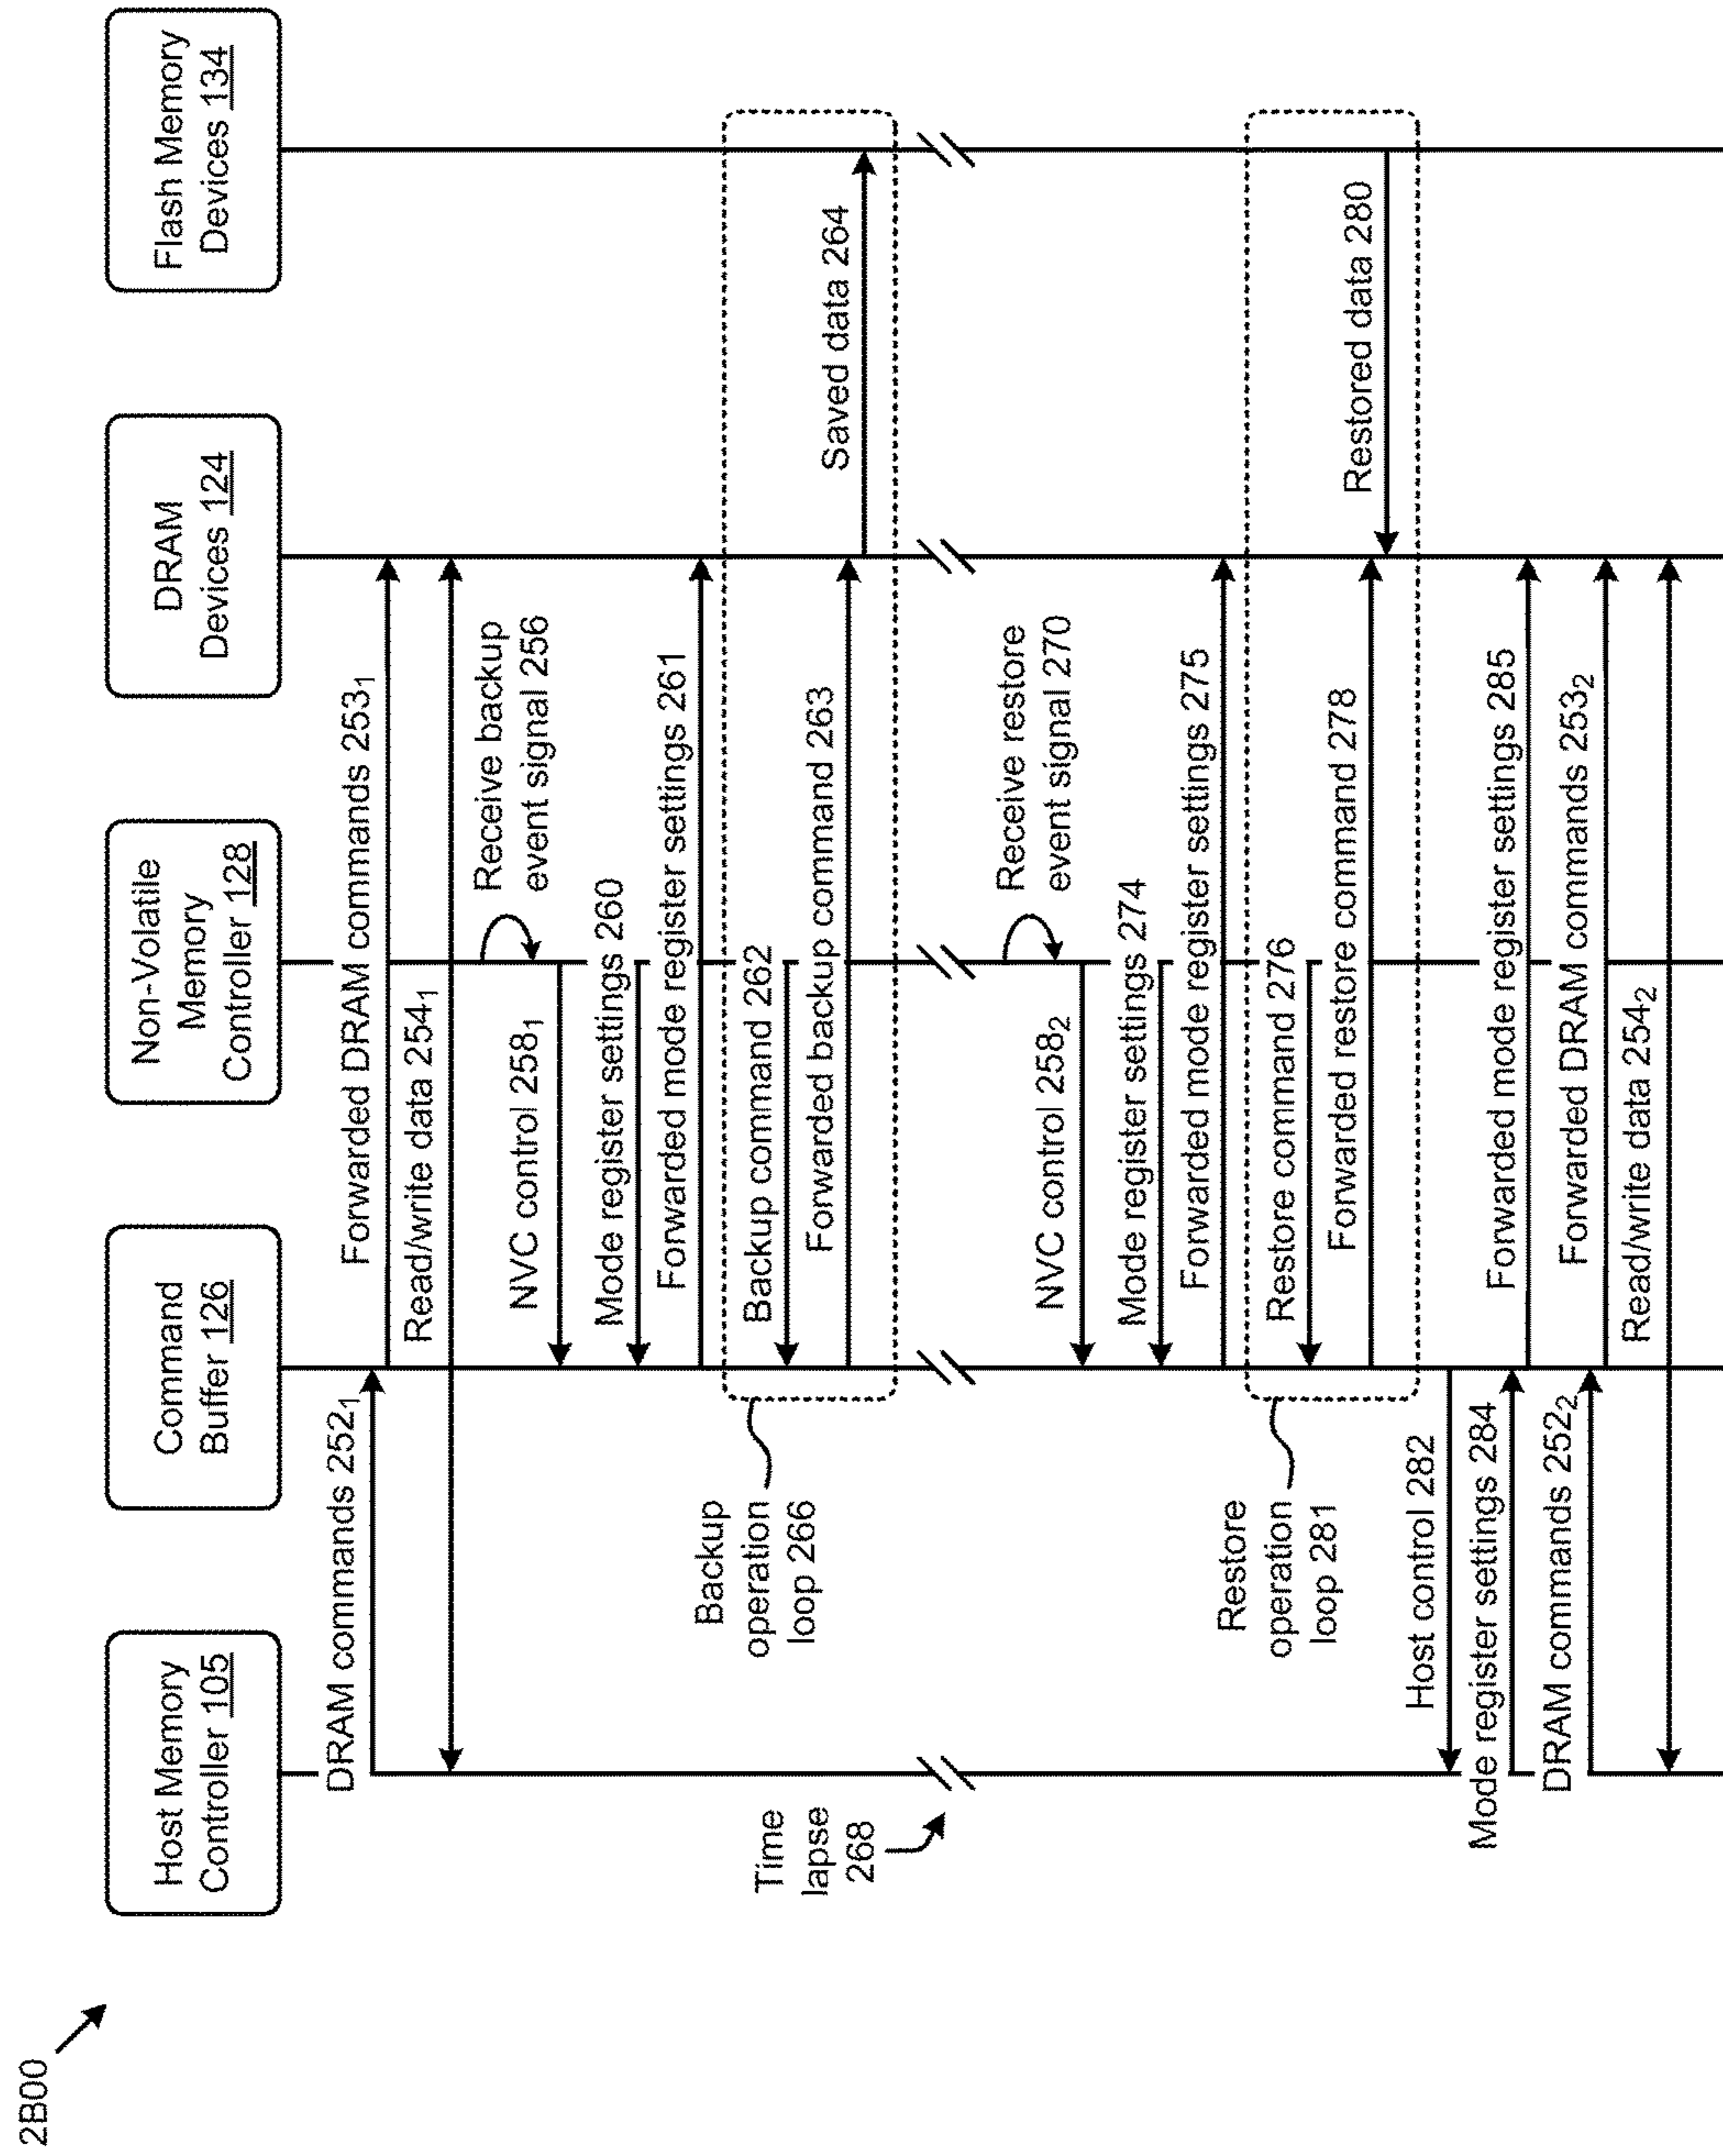 2B00
Host Memory
Controller 105
Command
Buffer 126
Non-Volatile
Memory
Controller 128
DRAM
Devices 124
Flash Memory
Devices 134
DRAM commands 252₁
Forwarded DRAM commands 253₁
Read/write data 254₁
Receive backup
event signal 256
NVC control 258₁
Mode register settings 260
Forwarded mode register settings 261
Backup
operation
loop 266
Backup command 262
Forwarded backup command 263
Saved data 264
Time
lapse
268
Receive restore
event signal 270
NVC control 258₂
Mode register settings 274
Forwarded mode register settings 275
Restore
operation
loop 281
Restore command 276
Forwarded restore command 278
Restored data 280
Host control 282
Mode register settings 284
Forwarded mode register settings 285
DRAM commands 252₂
Forwarded DRAM commands 253₂
Read/write data 254₂